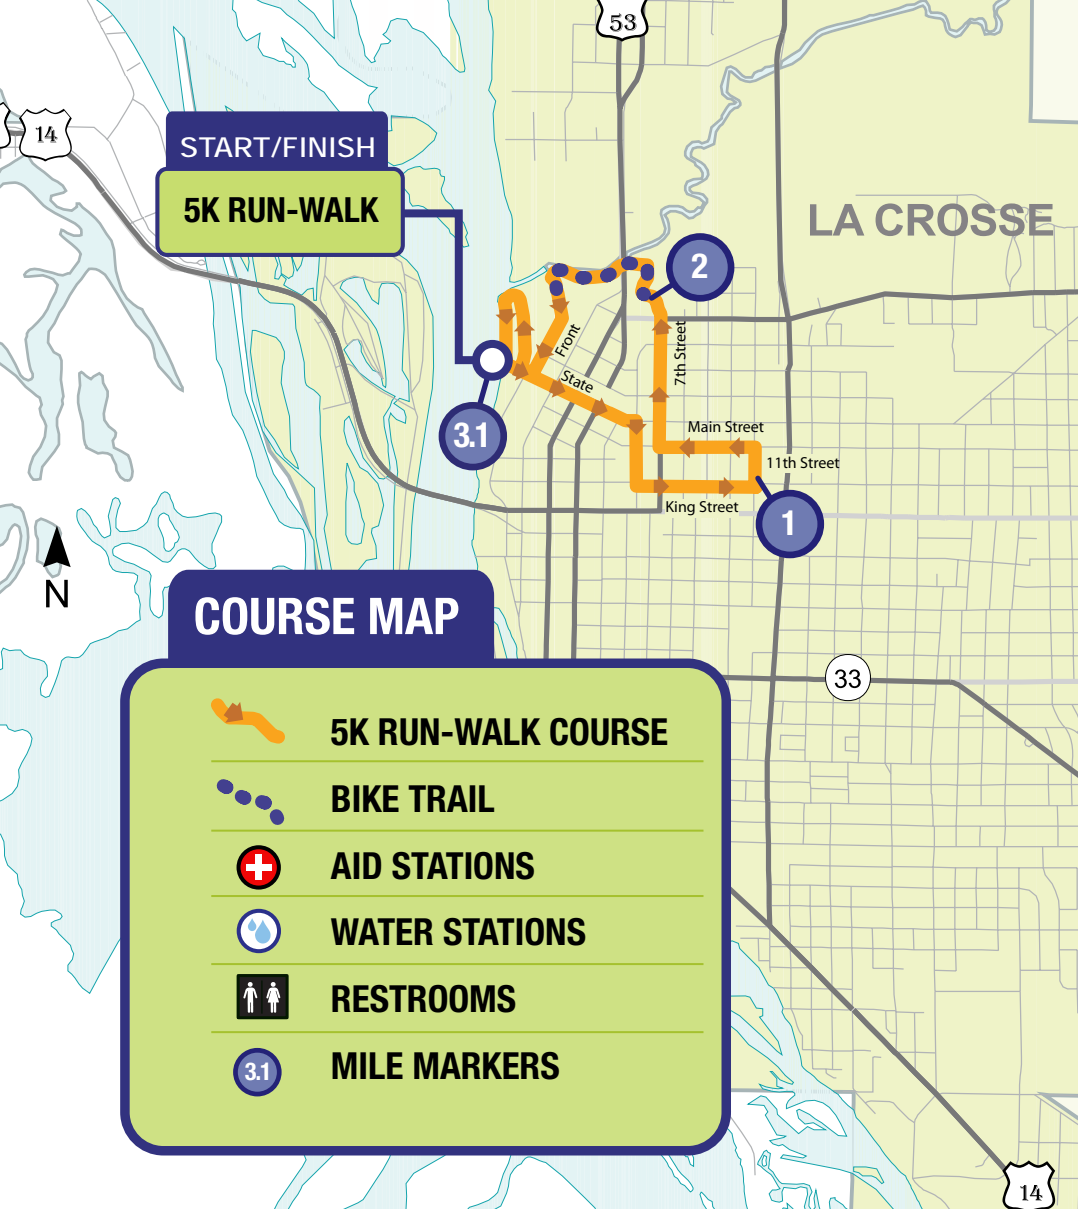 53
14
START/FINISH
5K RUN-WALK
LA CROSSE
2
Front
7th Street
State
3.1
Main Street
11th Street
King Street
1
N
COURSE MAP
33
5K RUN-WALK COURSE
BIKE TRAIL
AID STATIONS
WATER STATIONS
RESTROOMS
3.1
MILE MARKERS
14